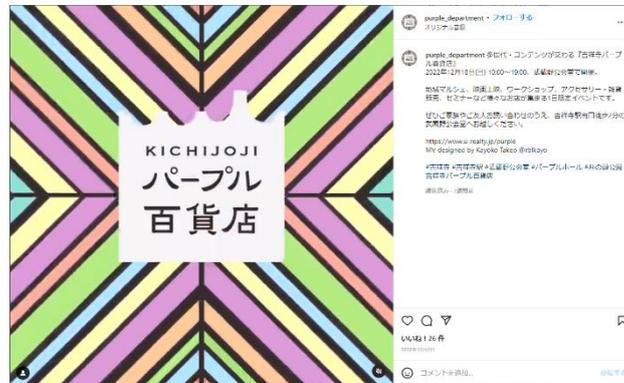 KICHIJOJI
パープル
百貨店
purple_department • フォローする
オリジナル音源
purple_department 多世代・コンテンツが交わる『吉祥寺パープ
ル百貨店』
2022年12月18日(日) 10:00〜19:00、武蔵野公会堂で開催。
地域マルシェ、映画上映、ワークショップ、アクセサリー・雑貨
販売、セミナーなど様々なお店が集まる1日限定イベントです。
ぜひご家族やご友人お誘い合わせのうえ、吉祥寺駅南口徒歩2分の
武蔵野公会堂へお越しください。
https://www.u-realty.jp/purple
MV designed by Kayoko Takeo @rblkayo
#吉祥寺 #吉祥寺駅 #武蔵野公会堂 #パープルホール #井の頭公園
吉祥寺パープル百貨店
いいね！26 件
コメントを追加...